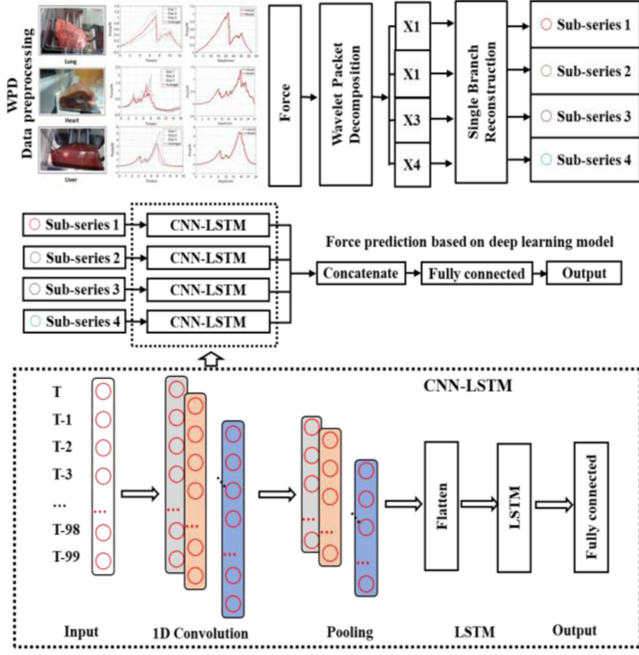 WPD
Data preprocessing
Lung
Heart
Liver
Force
Wavelet Packet
Decomposition
X1
X1
X3
X4
Single Branch
Reconstruction
Sub-series 1
Sub-series 2
Sub-series 3
Sub-series 4
Sub-series 1
CNN-LSTM
Sub-series 2
CNN-LSTM
Sub-series 3
CNN-LSTM
Sub-series 4
CNN-LSTM
Force prediction based on deep learning model
Concatenate
Fully connected
Output
CNN-LSTM
T
T-1
T-2
T-3
...
T-98
T-99
Flatten
LSTM
Fully connected
Input
1D Convolution
Pooling
LSTM
Output